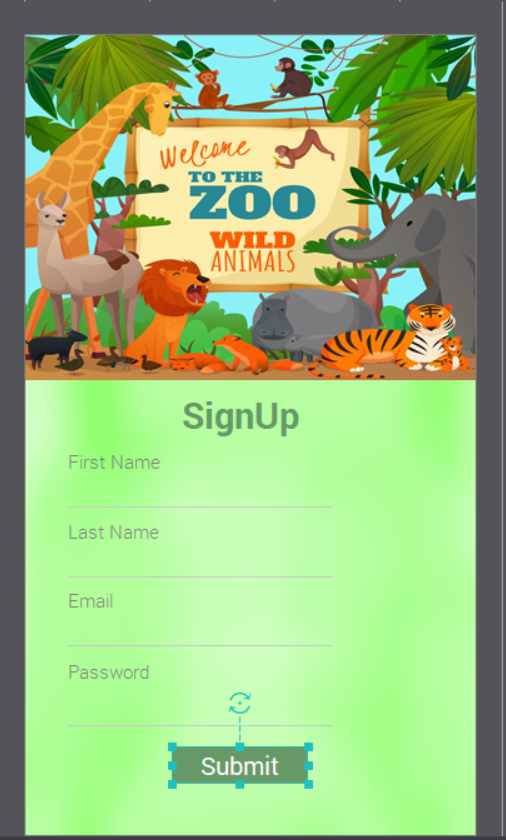 Welcome
TO THE
ZOO
WILD
ANIMALS
SignUp
First Name
Last Name
Email
Password
Submit